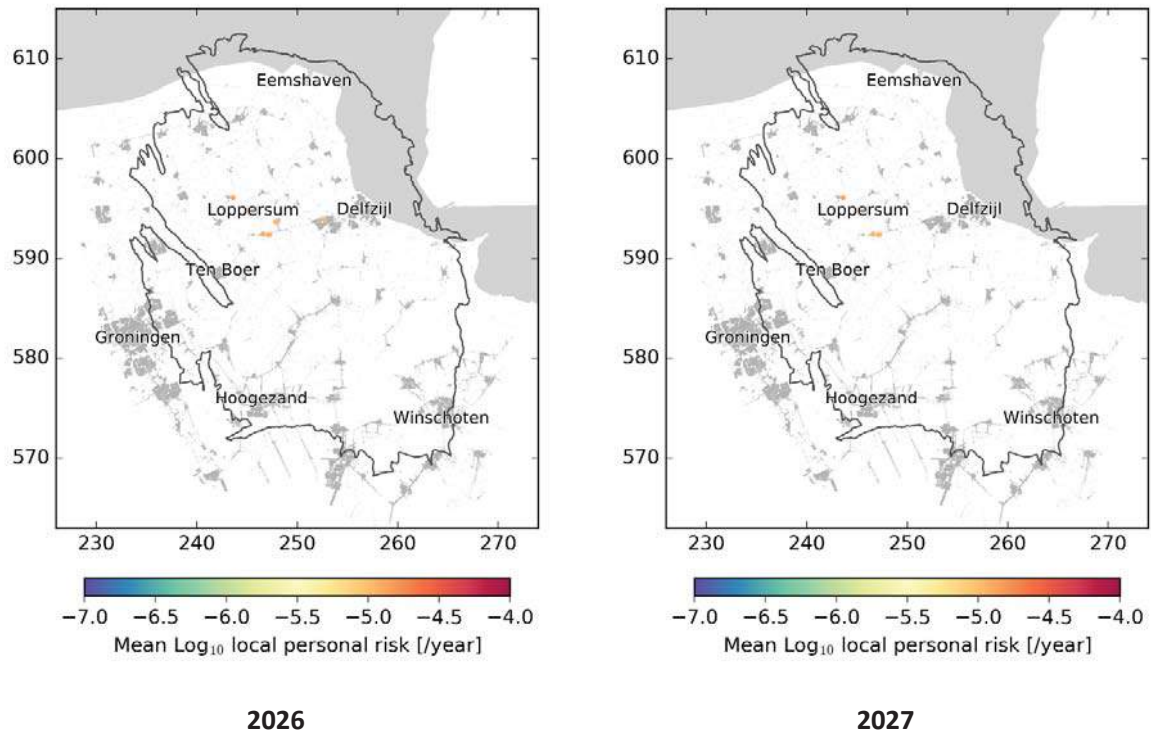 610
600
590
580
570
Eemshaven
Loppersum
Delfzijl
Ten Boer
Groningen
Hoogezand
Winschoten
230 240 250 260 270
−7.0 −6.5 −6.0 −5.5 −5.0 −4.5 −4.0
Mean Log₁₀ local personal risk [/year]
2026
610
600
590
580
570
Eemshaven
Loppersum
Delfzijl
Ten Boer
Groningen
Hoogezand
Winschoten
230 240 250 260 270
−7.0 −6.5 −6.0 −5.5 −5.0 −4.5 −4.0
Mean Log₁₀ local personal risk [/year]
2027